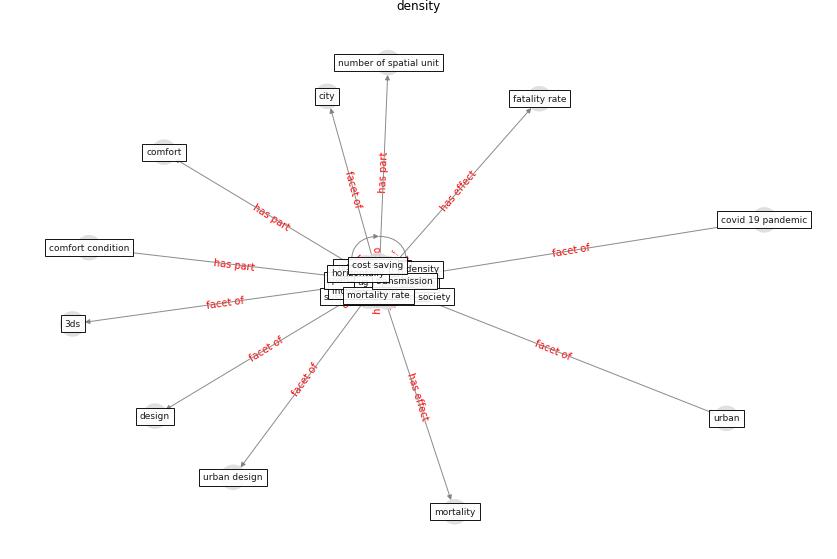 density
number of spatial unit
city
fatality rate
has part
comfort
facet of
has effect
has part
covid 19 pandemic
facet of
comfort condition
has part
cost saving
density
transmission
mortality rate
society
facet of
3ds
facet of
facet of
design
facet of
has effect
urban
urban design
mortality